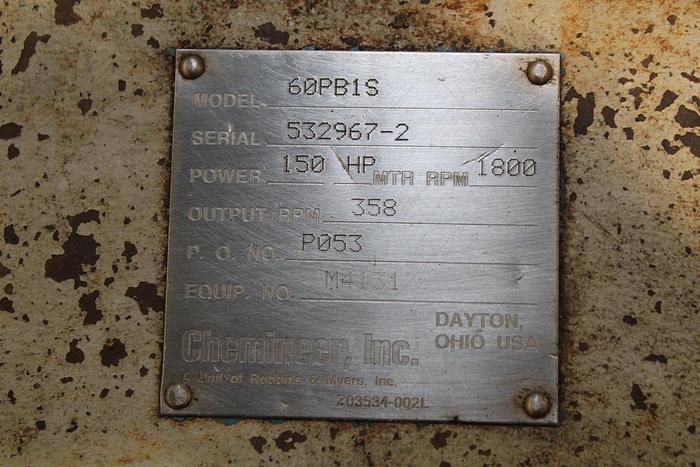 MODEL 60PB1S
SERIAL 532967-2
POWER 150 HP MTR RPM 1800
OUTPUT RPM 358
P. O. NO. P053
EQUIP. NO. M4131
DAYTON,
OHIO USA
Chemineer, Inc.
A Unit of Robbins & Myers, Inc.
Z03534-002L